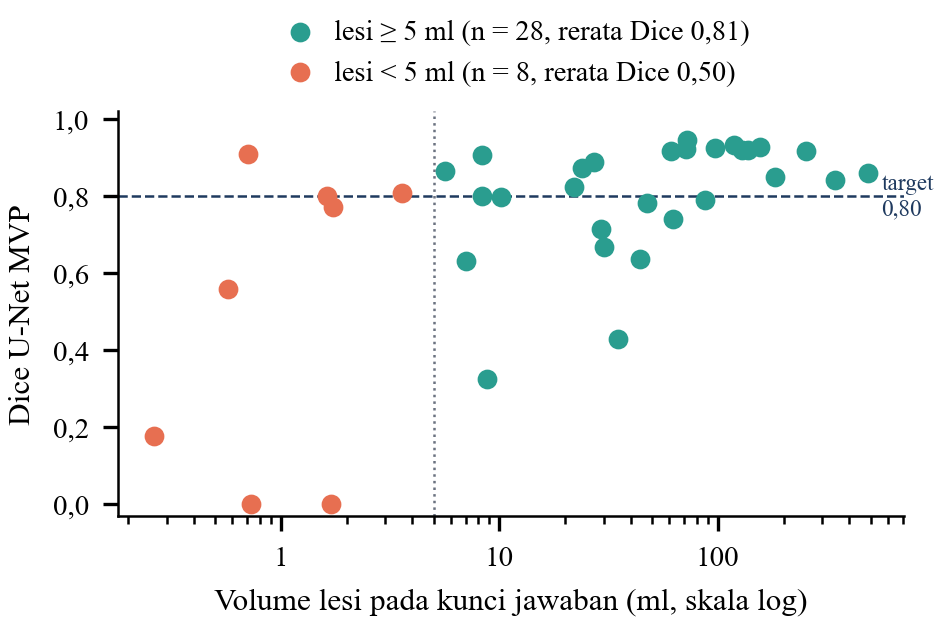 lesi ≥ 5 ml (n = 28, rerata Dice 0,81)
lesi < 5 ml (n = 8, rerata Dice 0,50)
Dice U-Net MVP
1,0
0,8
0,6
0,4
0,2
0,0
target
0,80
1
10
100
Volume lesi pada kunci jawaban (ml, skala log)